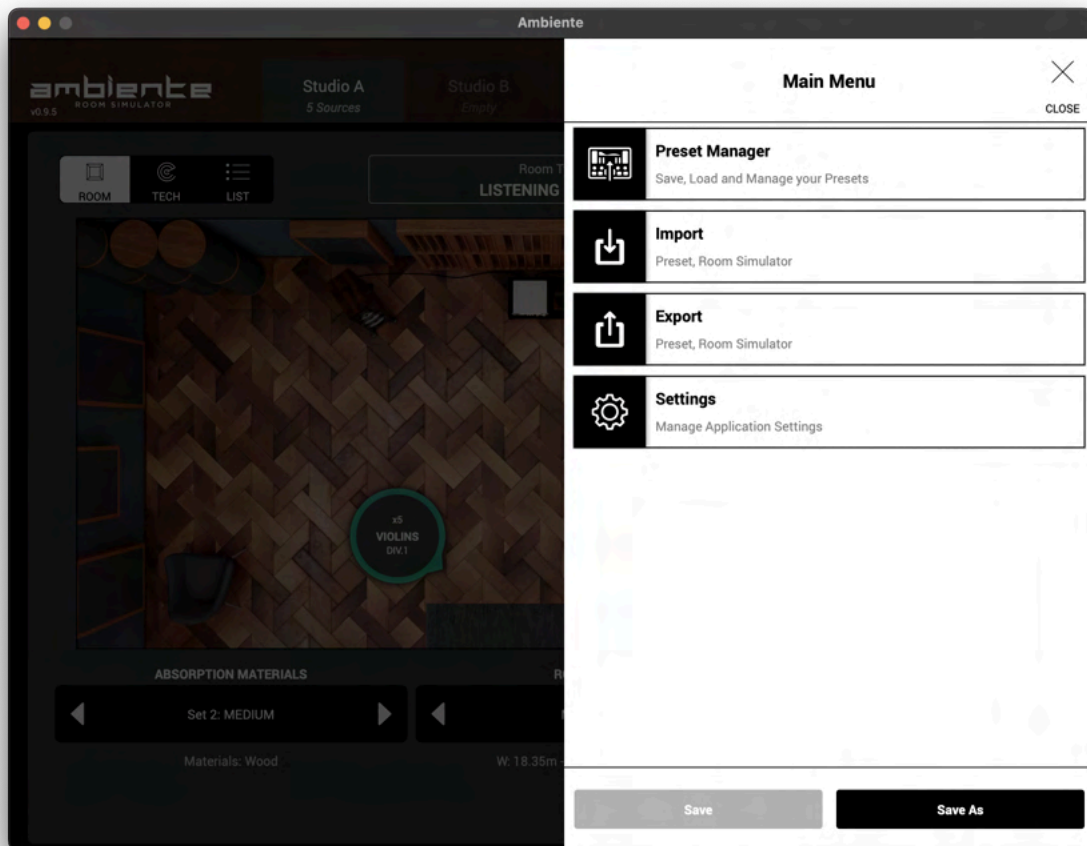 Ambiente
ambiente
ROOM SIMULATOR
v0.9.5
Studio A
5 Sources
Studio B
Empty
ROOM
TECH
LIST
Room T
LISTENING
x5
VIOLINS
DIV.1
ABSORPTION MATERIALS
Set 2: MEDIUM
Materials: Wood
W: 18.35m -
Main Menu
CLOSE
Preset Manager
Save, Load and Manage your Presets
Import
Preset, Room Simulator
Export
Preset, Room Simulator
Settings
Manage Application Settings
Save
Save As